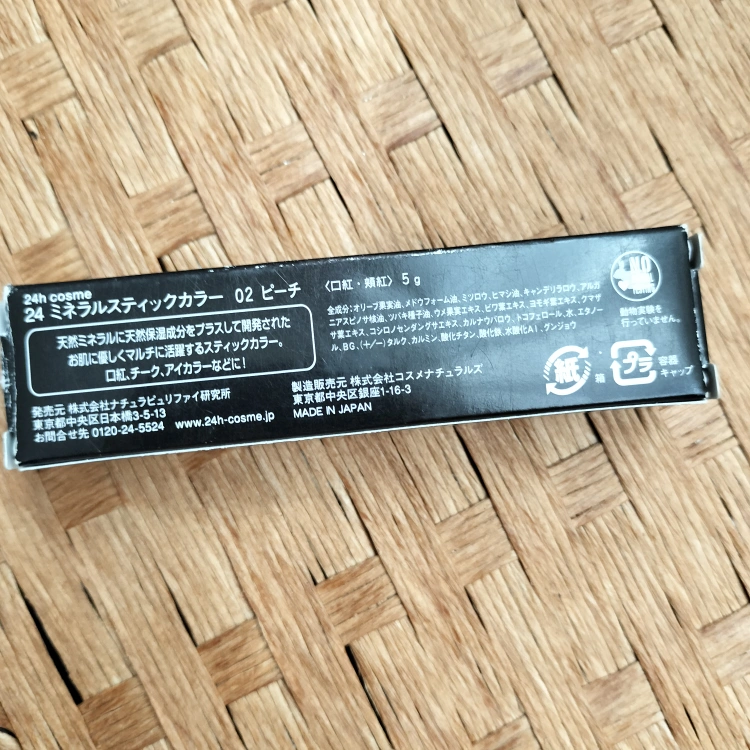 24h cosme
24 ミネラルスティックカラー 02 ピーチ
天然ミネラルに天然保湿成分をプラスして開発された
お肌に優しくマルチに活躍するスティックカラー。
口紅、チーク、アイカラーなどに!
発売元 株式会社ナチュラピュリファイ研究所
東京都中央区日本橋3-5-13
お問合せ先 0120-24-5524 www.24h-cosme.jp
〈口紅・頬紅〉 5g
全成分:オリーブ果実油、メドウフォーム油、ミツロウ、ヒマシ油、キャンデリラロウ、アルガ
ニアスピノサ核油、ツバキ種子油、ウメ果実エキス、ビワ葉エキス、ヨモギ葉エキス、クマザ
サ葉エキス、コシロノセンダングサエキス、カルナウバロウ、トコフェロール、水、エタノー
ル、BG、(+/-)タルク、カルミン、酸化チタン、酸化鉄、水酸化Al、グンジョウ
製造販売元 株式会社コスメナチュラルズ
東京都中央区銀座1-16-3
MADE IN JAPAN
NO
TESTING
動物実験を
行っていません。
紙 箱
プラ 容器
キャップ